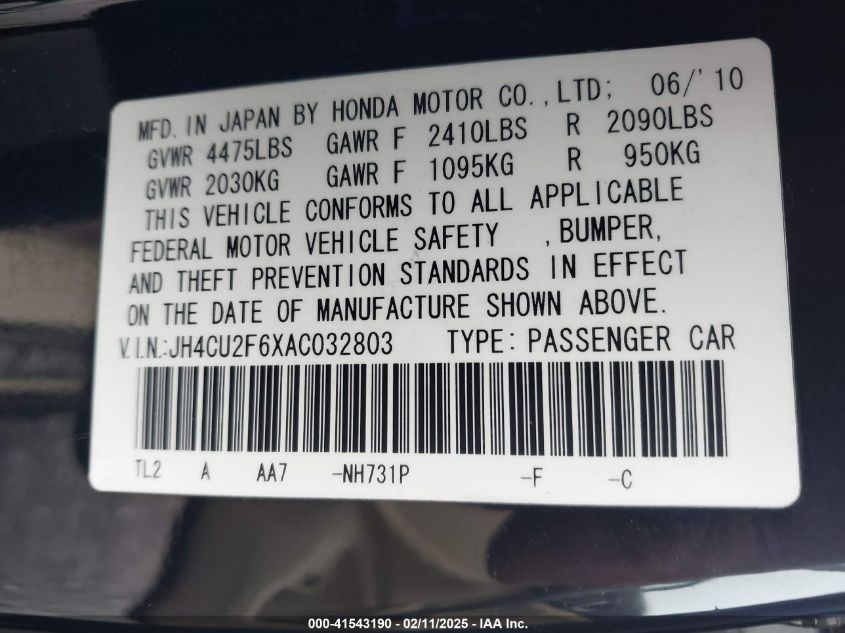 MFD. IN JAPAN BY HONDA MOTOR CO.,LTD; 06/'10
GVWR 4475LBS GAWR F 2410LBS R 2090LBS
GVWR 2030KG GAWR F 1095KG R 950KG
THIS VEHICLE CONFORMS TO ALL APPLICABLE
FEDERAL MOTOR VEHICLE SAFETY , BUMPER,
AND THEFT PREVENTION STANDARDS IN EFFECT
ON THE DATE OF MANUFACTURE SHOWN ABOVE.
V.I.N.:JH4CU2F6XAC032803 TYPE: PASSENGER CAR
TL2 A AA7 -NH731P -F -C
000-41543190 - 02/11/2025 - IAAI Inc.